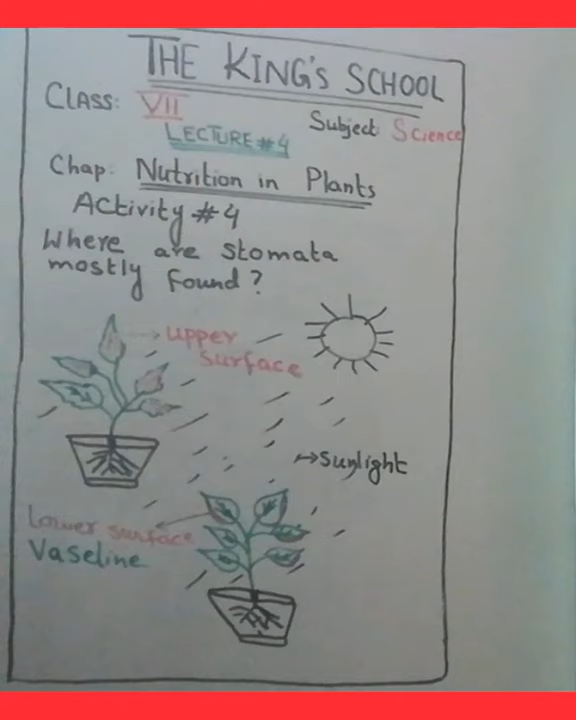 THE KING'S SCHOOL
CLASS: VII
Subject: Science
LECTURE #4
Chap: Nutrition in Plants
Activity #4
Where are stomata
mostly found?
upper
surface
sunlight
Lower surface
Vaseline